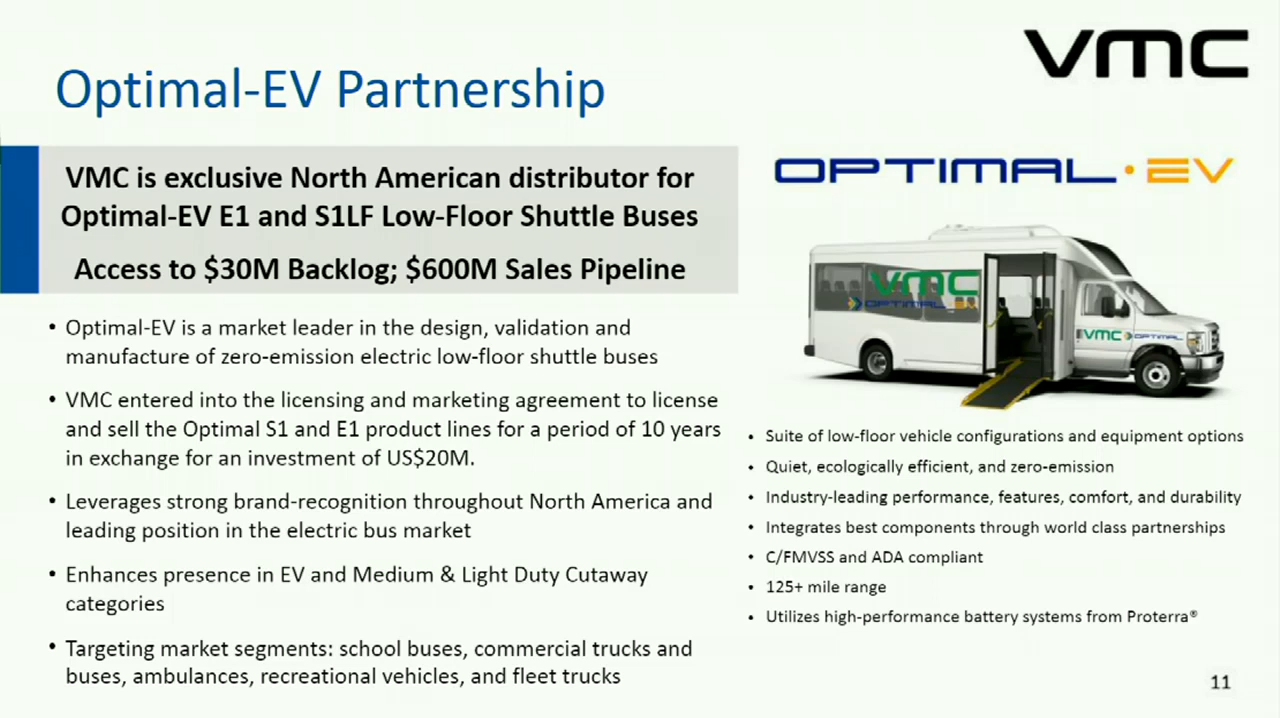 VMC
Optimal-EV Partnership
VMC is exclusive North American distributor for
Optimal-EV E1 and S1LF Low-Floor Shuttle Buses
Access to $30M Backlog; $600M Sales Pipeline
• Optimal-EV is a market leader in the design, validation and
manufacture of zero-emission electric low-floor shuttle buses
• VMC entered into the licensing and marketing agreement to license
and sell the Optimal S1 and E1 product lines for a period of 10 years
in exchange for an investment of US$20M.
• Leverages strong brand-recognition throughout North America and
leading position in the electric bus market
• Enhances presence in EV and Medium & Light Duty Cutaway
categories
• Targeting market segments: school buses, commercial trucks and
buses, ambulances, recreational vehicles, and fleet trucks
OPTIMAL·EV
VMC
OPTIMAL EV
VMC OPTIMAL
• Suite of low-floor vehicle configurations and equipment options
• Quiet, ecologically efficient, and zero-emission
• Industry-leading performance, features, comfort, and durability
• Integrates best components through world class partnerships
• C/FMVSS and ADA compliant
• 125+ mile range
• Utilizes high-performance battery systems from Proterra®
11